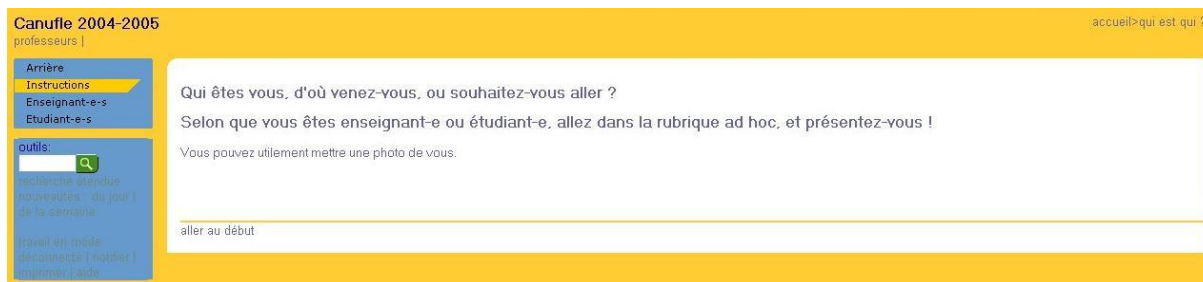 Canufle 2004-2005
professeurs |
accueil>qui est qui ?
Arrière
Instructions
Enseignant-e-s
Etudiant-e-s
outils:
recherche étendue
nouveautés : du jour |
de la semaine
travail en mode
déconnecté | notifier |
imprimer | aide
Qui êtes vous, d'où venez-vous, ou souhaitez-vous aller ?
Selon que vous êtes enseignant-e ou étudiant-e, allez dans la rubrique ad hoc, et présentez-vous !
Vous pouvez utilement mettre une photo de vous.
aller au début